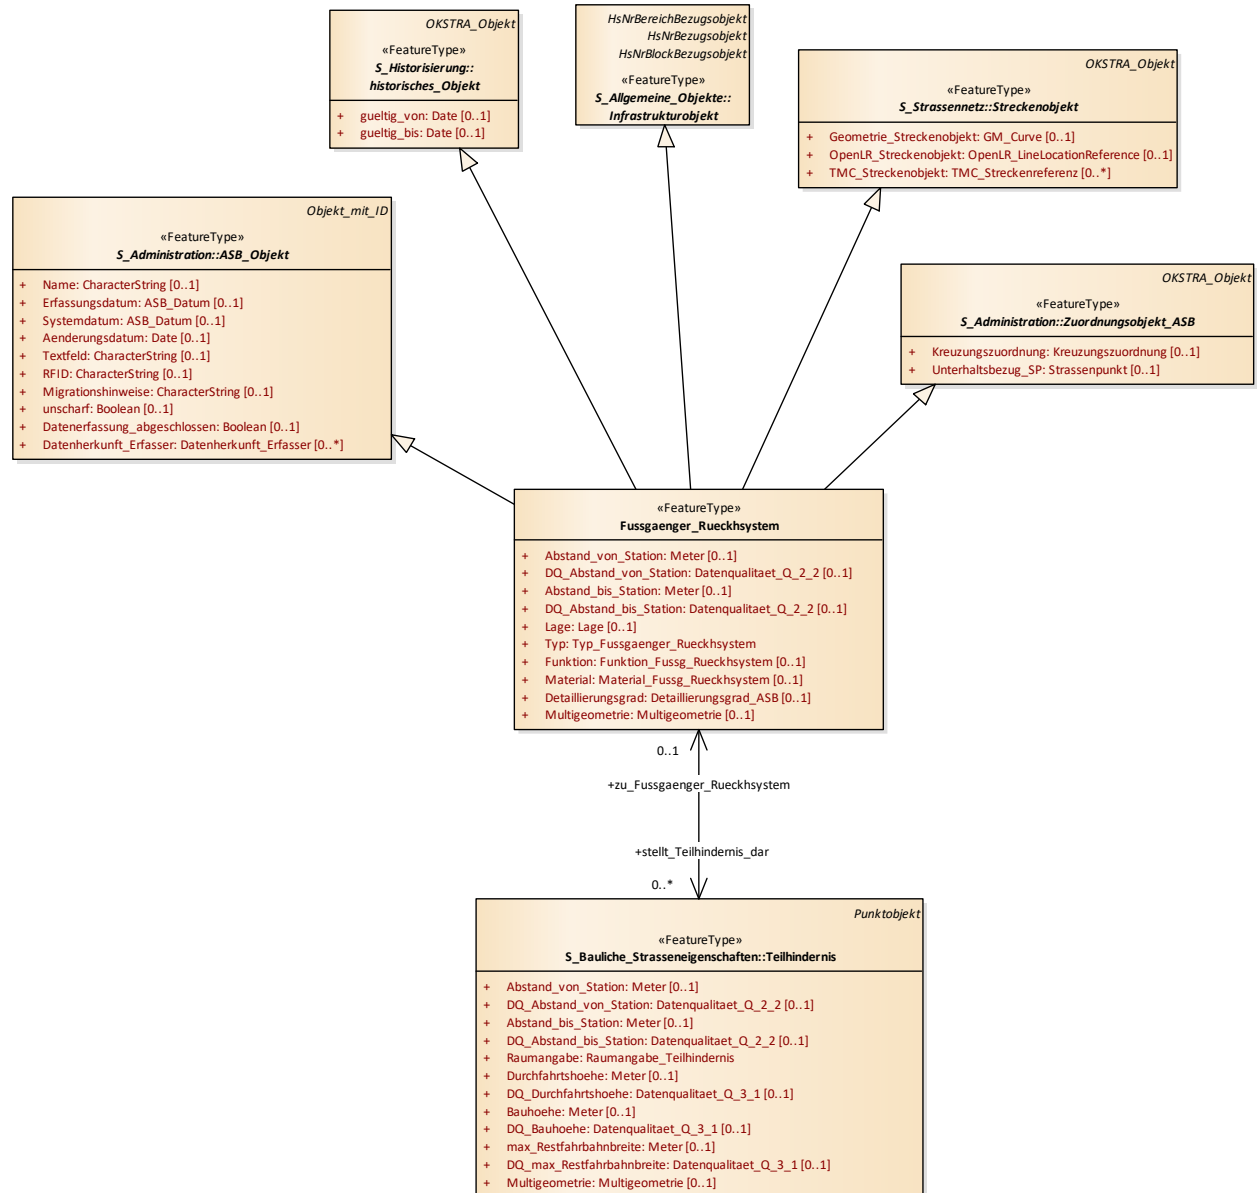 OKSTRA_Objekt
«FeatureType»
S_Historisierung::
historisches_Objekt
+ gueltig_von: Date [0..1]
+ gueltig_bis: Date [0..1]
HsNrBereichBezugsobjekt
HsNrBezugsobjekt
HsNrBlockBezugsobjekt
«FeatureType»
S_Allgemeine_Objekte::
Infrastrukturobjekt
OKSTRA_Objekt
«FeatureType»
S_Strassennetz::Streckenobjekt
+ Geometrie_Streckenobjekt: GM_Curve [0..1]
+ OpenLR_Streckenobjekt: OpenLR_LineLocationReference [0..1]
+ TMC_Streckenobjekt: TMC_Streckenreferenz [0..*]
Objekt_mit_ID
«FeatureType»
S_Administration::ASB_Objekt
+ Name: CharacterString [0..1]
+ Erfassungsdatum: ASB_Datum [0..1]
+ Systemdatum: ASB_Datum [0..1]
+ Aenderungsdatum: Date [0..1]
+ Textfeld: CharacterString [0..1]
+ RFID: CharacterString [0..1]
+ Migrationshinweise: CharacterString [0..1]
+ unscharf: Boolean [0..1]
+ Datenerfassung_abgeschlossen: Boolean [0..1]
+ Datenherkunft_Erfasser: Datenherkunft_Erfasser [0..*]
OKSTRA_Objekt
«FeatureType»
S_Administration::Zuordnungsobjekt_ASB
+ Kreuzungszuordnung: Kreuzungszuordnung [0..1]
+ Unterhaltsbezug_SP: Strassenpunkt [0..1]
«FeatureType»
Fussgaenger_Rueckhsystem
+ Abstand_von_Station: Meter [0..1]
+ DQ_Abstand_von_Station: Datenqualitaet_Q_2_2 [0..1]
+ Abstand_bis_Station: Meter [0..1]
+ DQ_Abstand_bis_Station: Datenqualitaet_Q_2_2 [0..1]
+ Lage: Lage [0..1]
+ Typ: Typ_Fussgaenger_Rueckhsystem
+ Funktion: Funktion_Fussg_Rueckhsystem [0..1]
+ Material: Material_Fussg_Rueckhsystem [0..1]
+ Detaillierungsgrad: Detaillierungsgrad_ASB [0..1]
+ Multigeometrie: Multigeometrie [0..1]
0..1
+zu_Fussgaenger_Rueckhsystem
+stellt_Teilhindernis_dar
0..*
Punktobjekt
«FeatureType»
S_Bauliche_Strasseneigenschaften::Teilhindernis
+ Abstand_von_Station: Meter [0..1]
+ DQ_Abstand_von_Station: Datenqualitaet_Q_2_2 [0..1]
+ Abstand_bis_Station: Meter [0..1]
+ DQ_Abstand_bis_Station: Datenqualitaet_Q_2_2 [0..1]
+ Raumangabe: Raumangabe_Teilhindernis
+ Durchfahrtshoehe: Meter [0..1]
+ DQ_Durchfahrtshoehe: Datenqualitaet_Q_3_1 [0..1]
+ Bauhoehe: Meter [0..1]
+ DQ_Bauhoehe: Datenqualitaet_Q_3_1 [0..1]
+ max_Restfahrbahnbreite: Meter [0..1]
+ DQ_max_Restfahrbahnbreite: Datenqualitaet_Q_3_1 [0..1]
+ Multigeometrie: Multigeometrie [0..1]